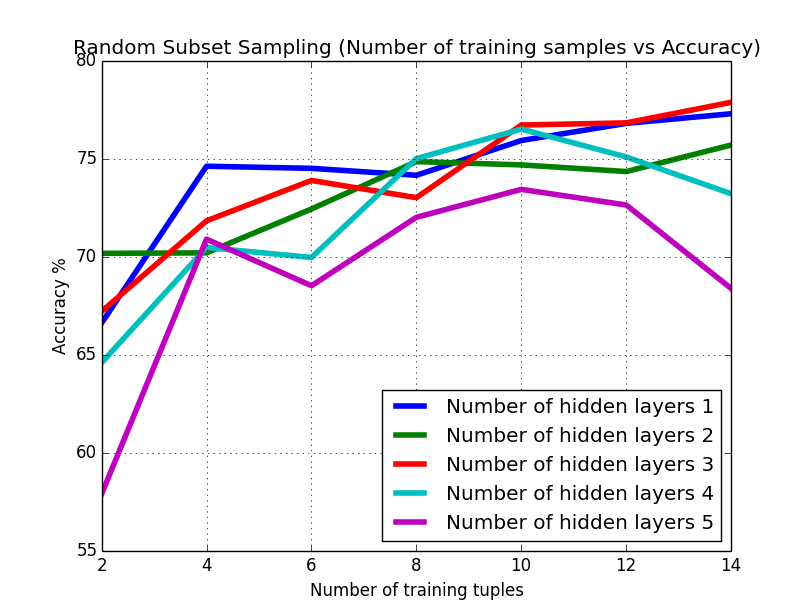 Random Subset Sampling (Number of training samples vs Accuracy)
80
75
70
65
60
55
Accuracy %
Number of hidden layers 1
Number of hidden layers 2
Number of hidden layers 3
Number of hidden layers 4
Number of hidden layers 5
2 4 6 8 10 12 14
Number of training tuples